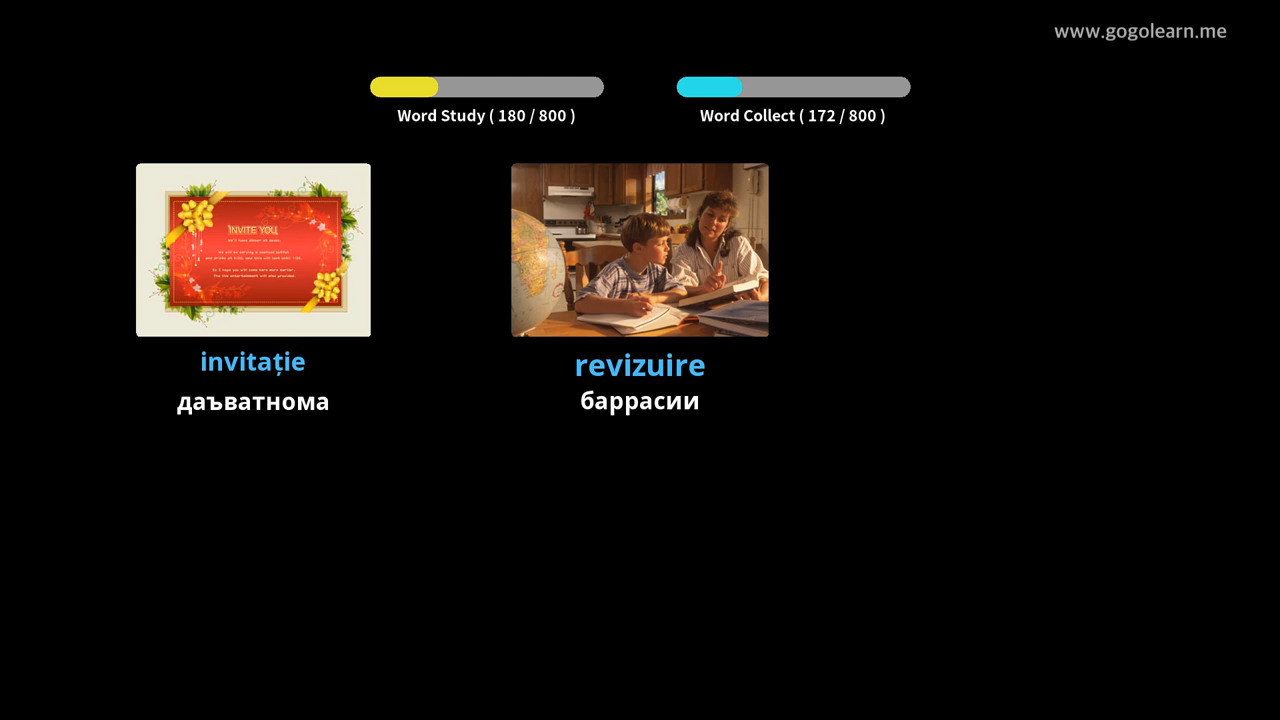 www.gogolearn.me
Word Study ( 180 / 800 )
Word Collect ( 172 / 800 )
INVITE YOU
invitație
revizuire
даъватнома
баррасии